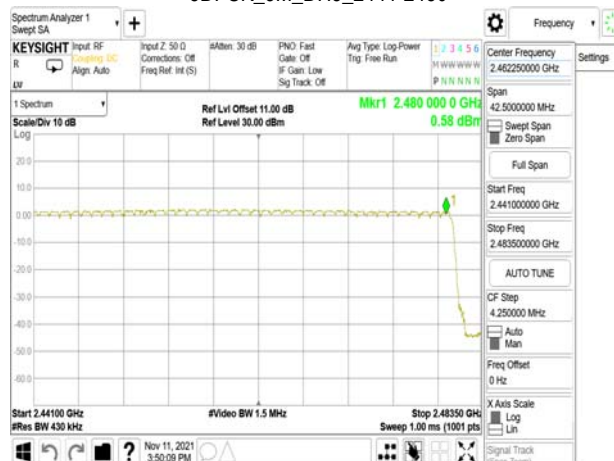 Spectrum Analyzer 1
Swept SA
Frequency
Settings
KEYSIGHT
Input: RF
Coupling: DC
Align: Auto
Input Z: 50 Ω
Corrections: Off
Freq Ref: Int (S)
#Atten: 30 dB
PNO: Fast
Gate: Off
IF Gain: Low
Sig Track: Off
Avg Type: Log-Power
Trig: Free Run
1 2 3 4 5 6
M W W W W W
P N N N N N
R
LXI
1 Spectrum
Scale/Div 10 dB
Log
Ref Lvl Offset 11.00 dB
Ref Level 30.00 dBm
Mkr1 2.480 000 0 GHz
0.58 dBm
1
20.0
10.0
0.00
-10.0
-20.0
-30.0
-40.0
-50.0
-60.0
Start 2.44100 GHz
#Res BW 430 kHz
#Video BW 1.5 MHz
Stop 2.48350 GHz
Sweep 1.00 ms (1001 pts
Nov 11, 2021
3:50:09 PM
Center Frequency
2.462250000 GHz
Span
42.5000000 MHz
Swept Span
Zero Span
Full Span
Start Freq
2.441000000 GHz
Stop Freq
2.483500000 GHz
AUTO TUNE
CF Step
4.250000 MHz
Auto
Man
Freq Offset
0 Hz
X Axis Scale
Log
Lin
Signal Track